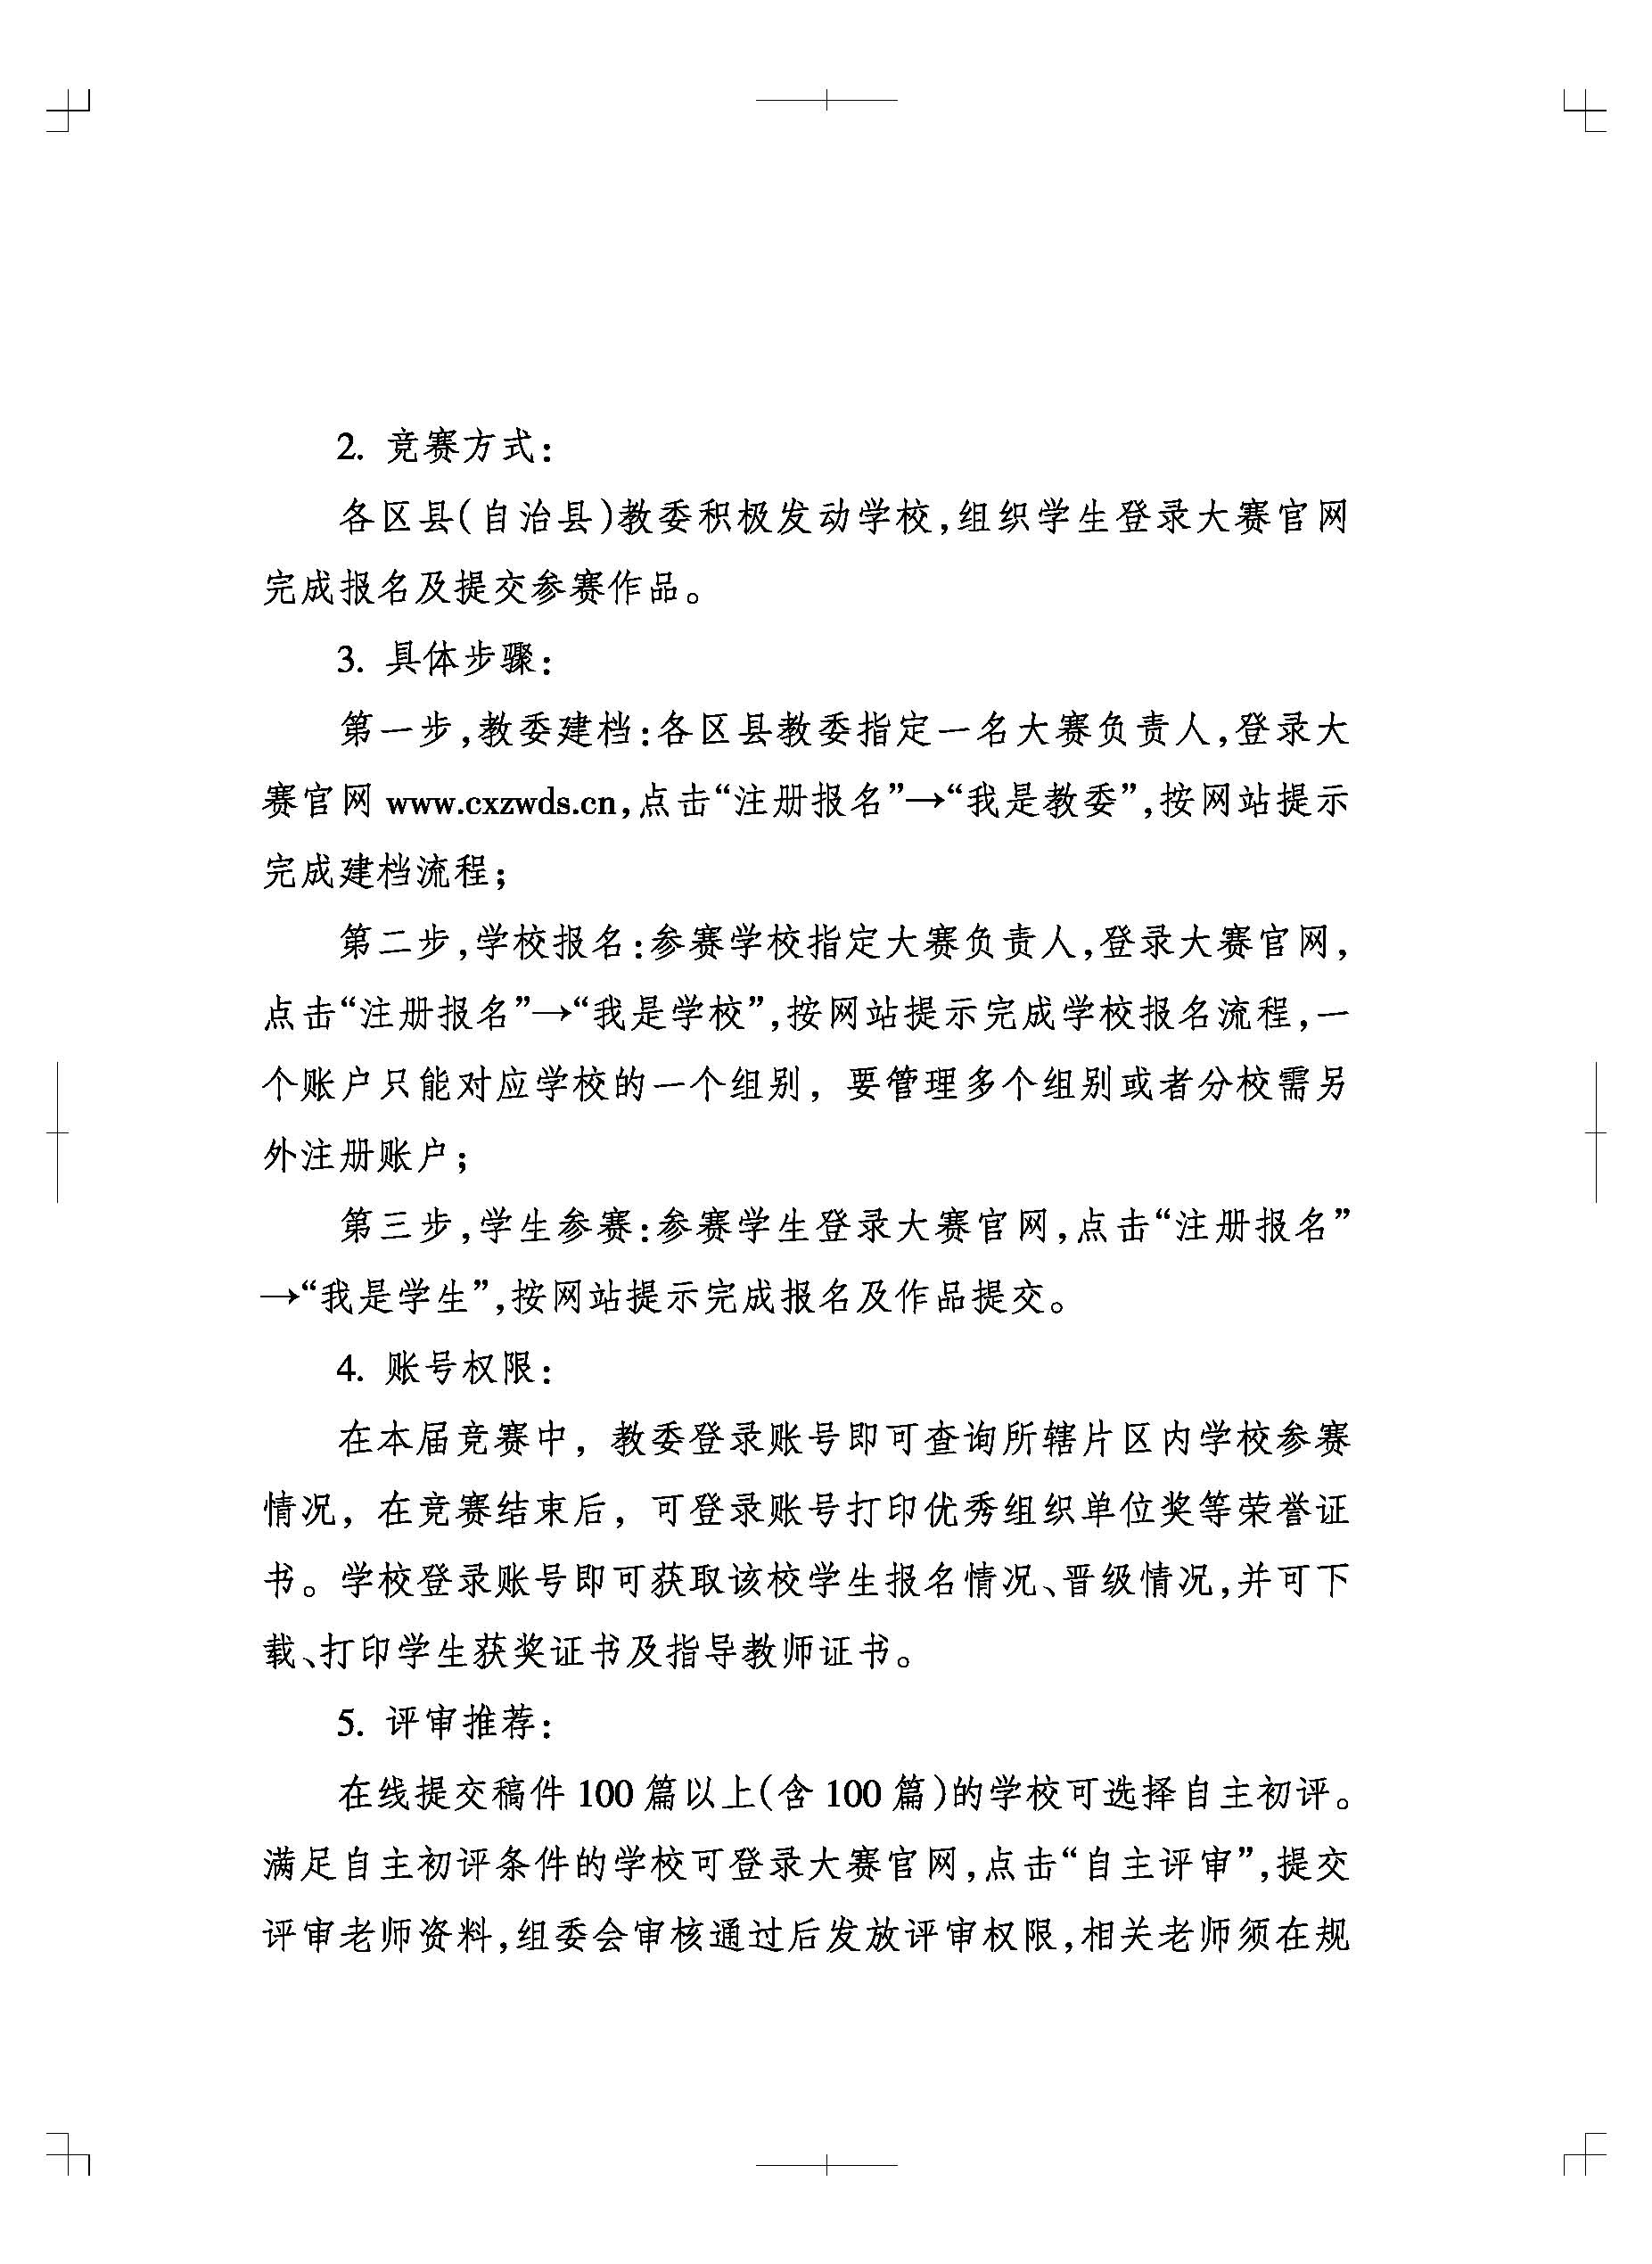 2. 竞赛方式：
各区县(自治县)教委积极发动学校,组织学生登录大赛官网
完成报名及提交参赛作品。
3. 具体步骤：
第一步,教委建档:各区县教委指定一名大赛负责人,登录大
赛官网 www.cxzwds.cn,点击“注册报名”→“我是教委”,按网站提示
完成建档流程；
第二步,学校报名:参赛学校指定大赛负责人,登录大赛官网,
点击“注册报名”→“我是学校”,按网站提示完成学校报名流程,一
个账户只能对应学校的一个组别，要管理多个组别或者分校需另
外注册账户；
第三步,学生参赛:参赛学生登录大赛官网,点击“注册报名”
→“我是学生”,按网站提示完成报名及作品提交。
4. 账号权限：
在本届竞赛中，教委登录账号即可查询所辖片区内学校参赛
情况，在竞赛结束后，可登录账号打印优秀组织单位奖等荣誉证
书。学校登录账号即可获取该校学生报名情况、晋级情况,并可下
载、打印学生获奖证书及指导教师证书。
5. 评审推荐：
在线提交稿件 100 篇以上(含 100 篇)的学校可选择自主初评。
满足自主初评条件的学校可登录大赛官网,点击“自主评审”,提交
评审老师资料,组委会审核通过后发放评审权限,相关老师须在规